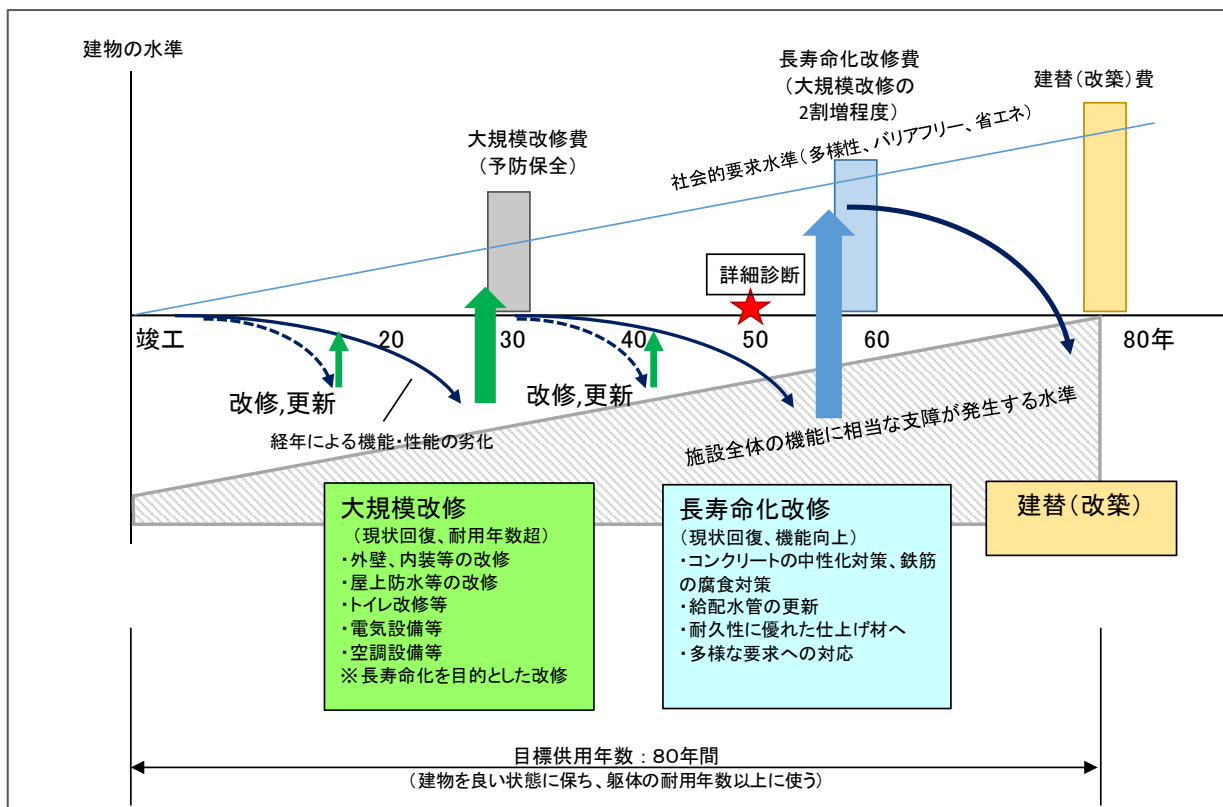 建物の水準
大規模改修費
（予防保全）
長寿命化改修費
（大規模改修の
2割増程度）
建替（改築）費
社会的要求水準（多様性、バリアフリー、省エネ）
詳細診断
竣工
20
30
40
50
60
80年
改修,更新
改修,更新
経年による機能・性能の劣化
施設全体の機能に相当な支障が発生する水準
大規模改修
（現状回復、耐用年数超）
・外壁、内装等の改修
・屋上防水等の改修
・トイレ改修等
・電気設備等
・空調設備等
※長寿命化を目的とした改修
長寿命化改修
（現状回復、機能向上）
・コンクリートの中性化対策、鉄筋
の腐食対策
・給配水管の更新
・耐久性に優れた仕上げ材へ
・多様な要求への対応
建替（改築）
目標供用年数：80年間
（建物を良い状態に保ち、躯体の耐用年数以上に使う）